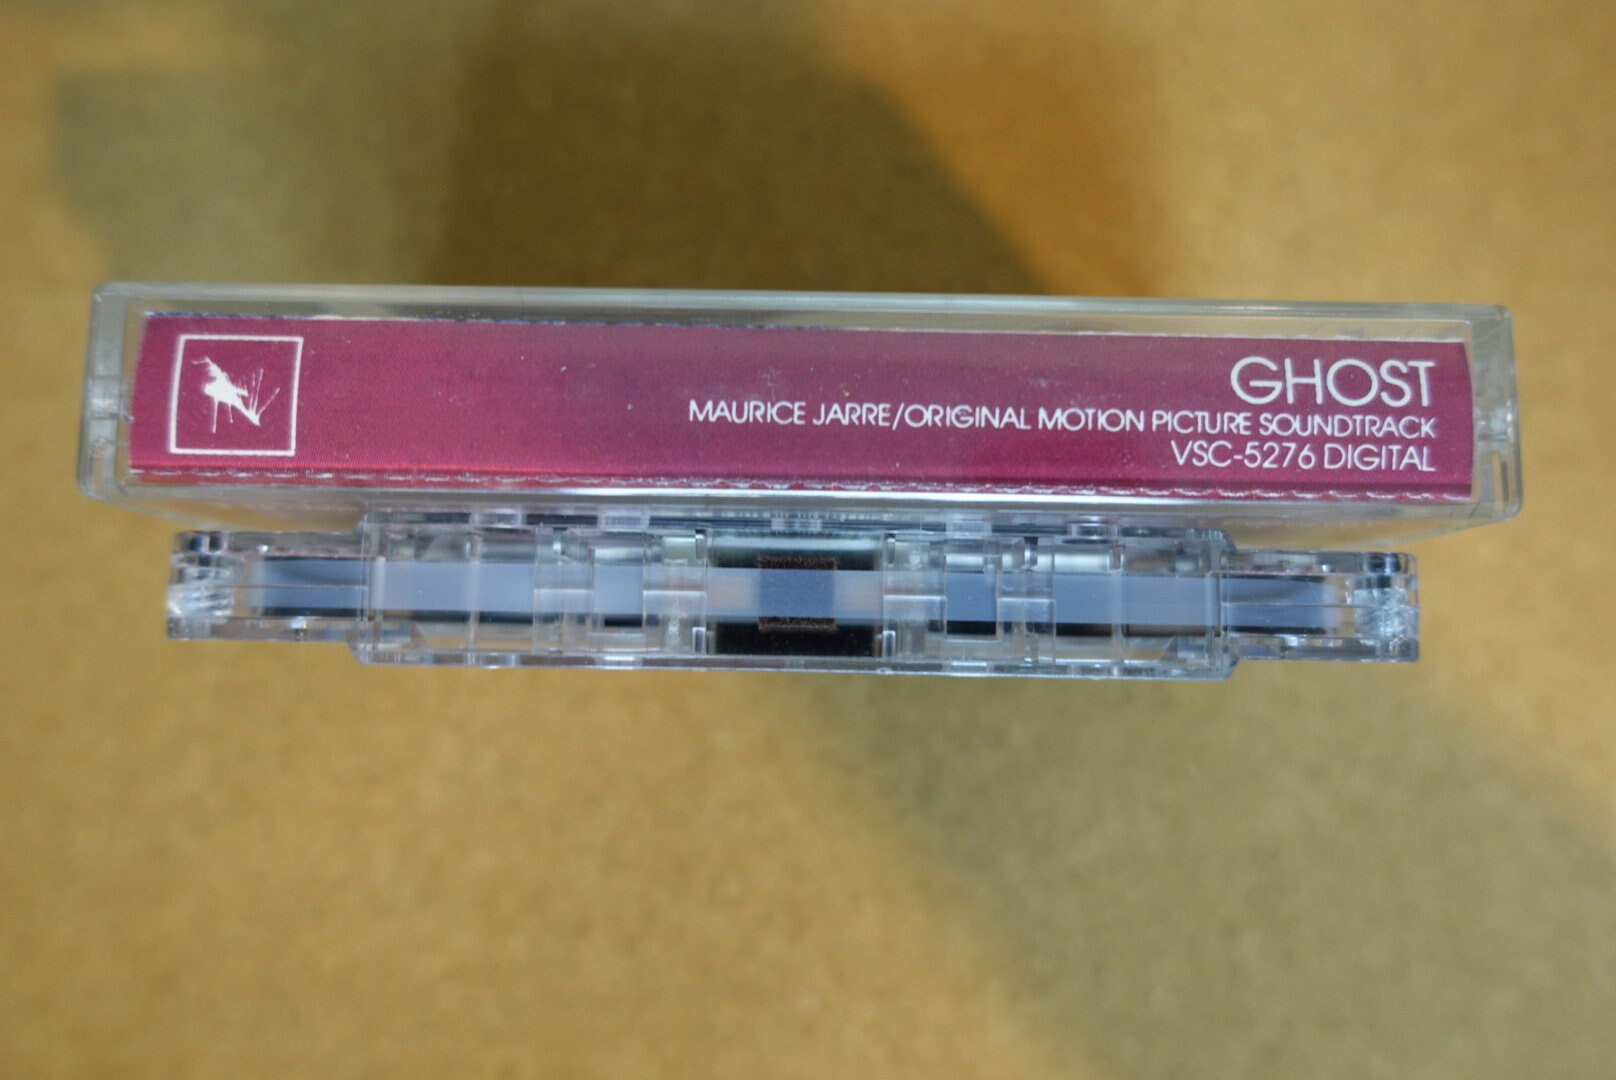 GHOST
MAURICE JARRE/ORIGINAL MOTION PICTURE SOUNDTRACK
VSC-5276 DIGITAL